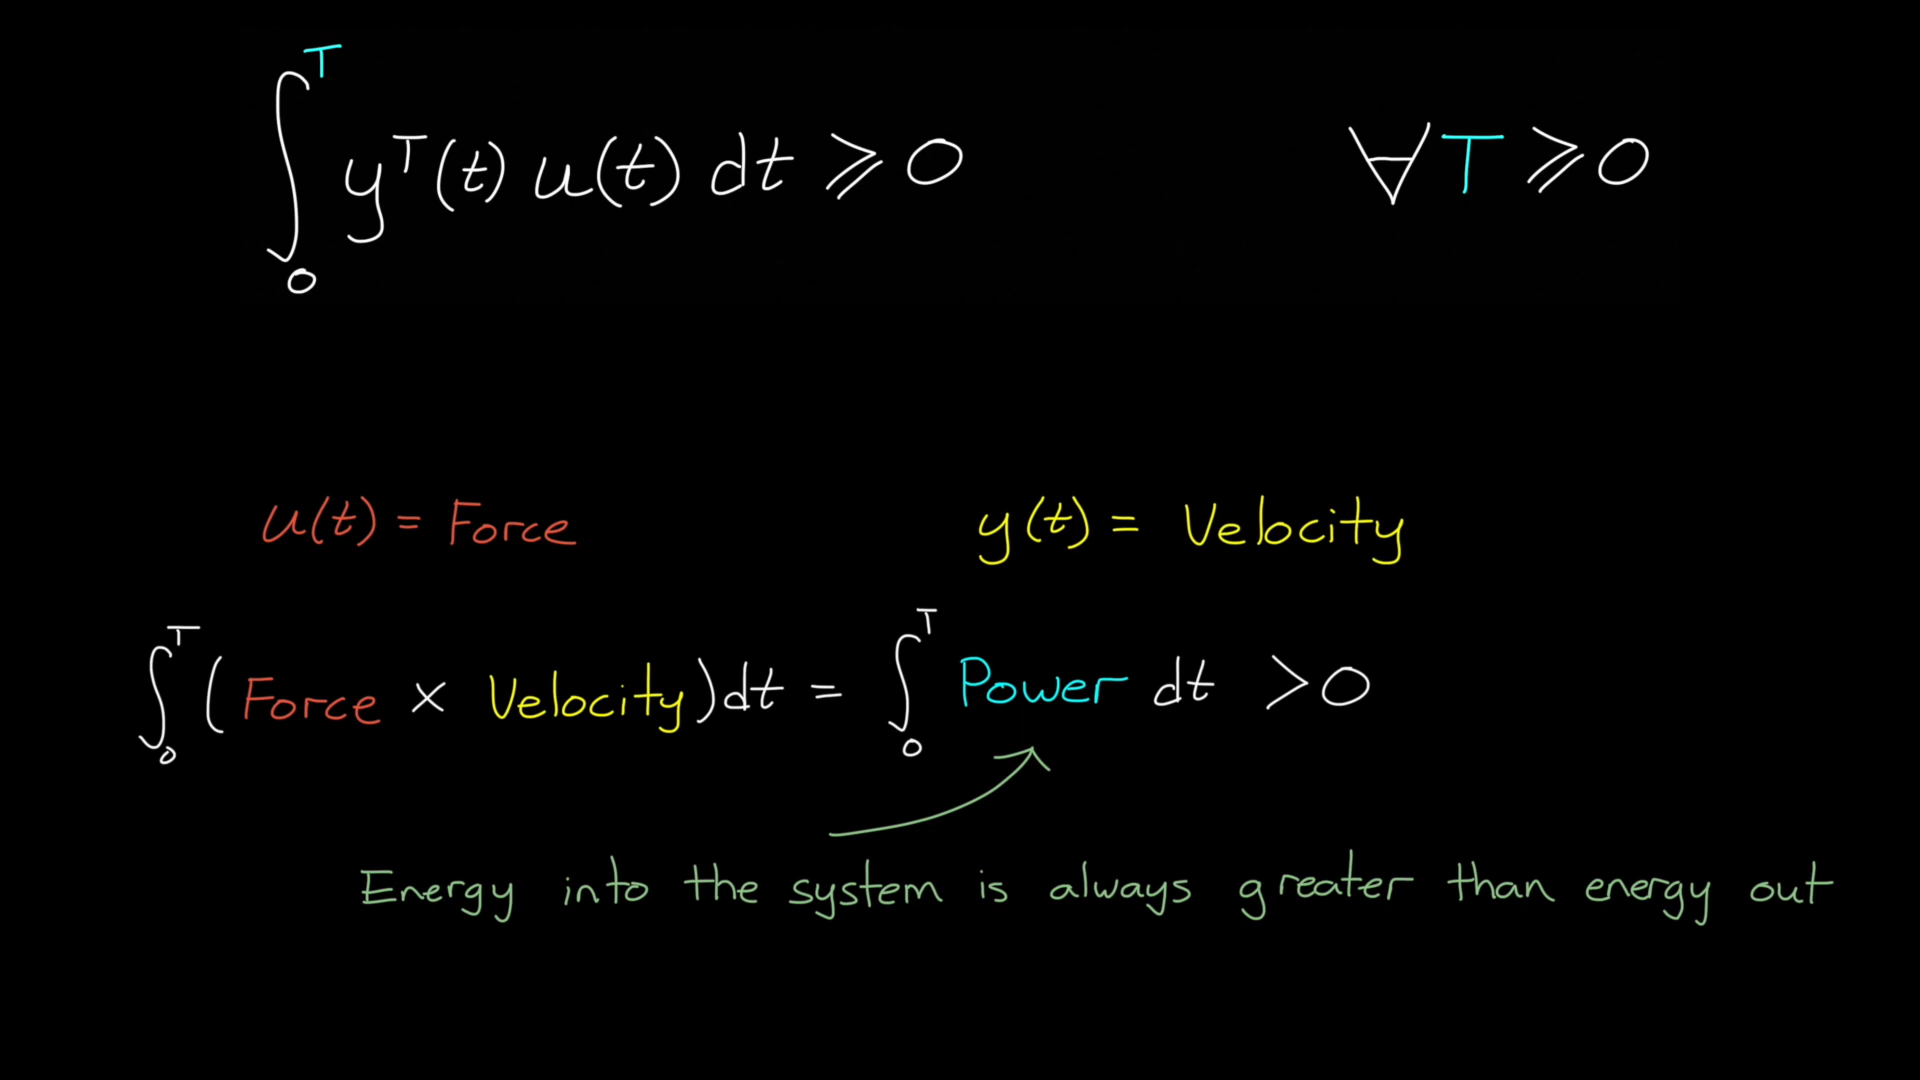 ∫₀ᵀ yᵀ(t) u(t) dt ⩾ 0 ∀T ⩾ 0
u(t) = Force y(t) = Velocity
∫₀ᵀ (Force × Velocity)dt = ∫₀ᵀ Power dt > 0
Energy into the system is always greater than energy out